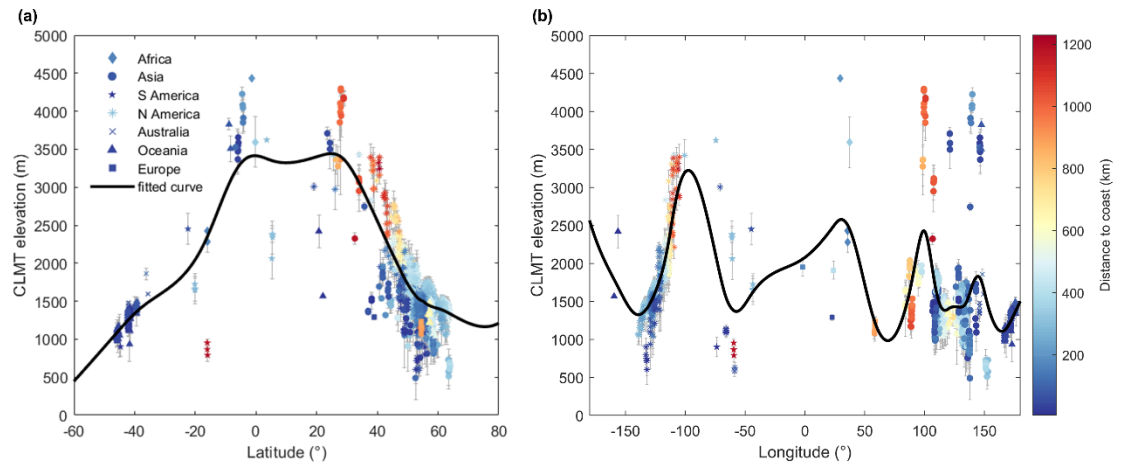 (a)
CLMT elevation (m)
5000
4500
4000
3500
3000
2500
2000
1500
1000
500
0
Africa
Asia
S America
N America
Australia
Oceania
Europe
fitted curve
-60 -40 -20 0 20 40 60 80
Latitude (°)
(b)
CLMT elevation (m)
5000
4500
4000
3500
3000
2500
2000
1500
1000
500
0
-150 -100 -50 0 50 100 150
Longitude (°)
1200
1000
800
600
400
200
Distance to coast (km)